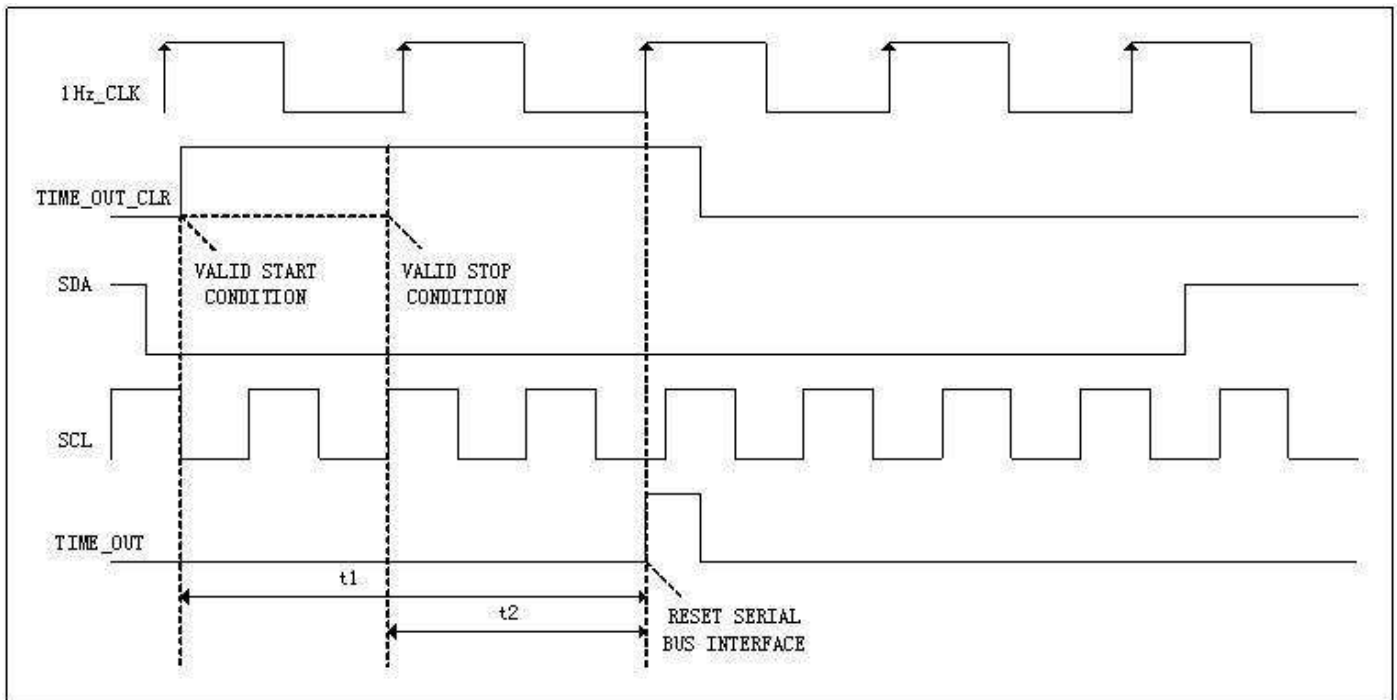 1Hz_CLK
TIME_OUT_CLR
VALID START
CONDITION
VALID STOP
CONDITION
SDA
SCL
TIME_OUT
t1
t2
RESET SERIAL
BUS INTERFACE